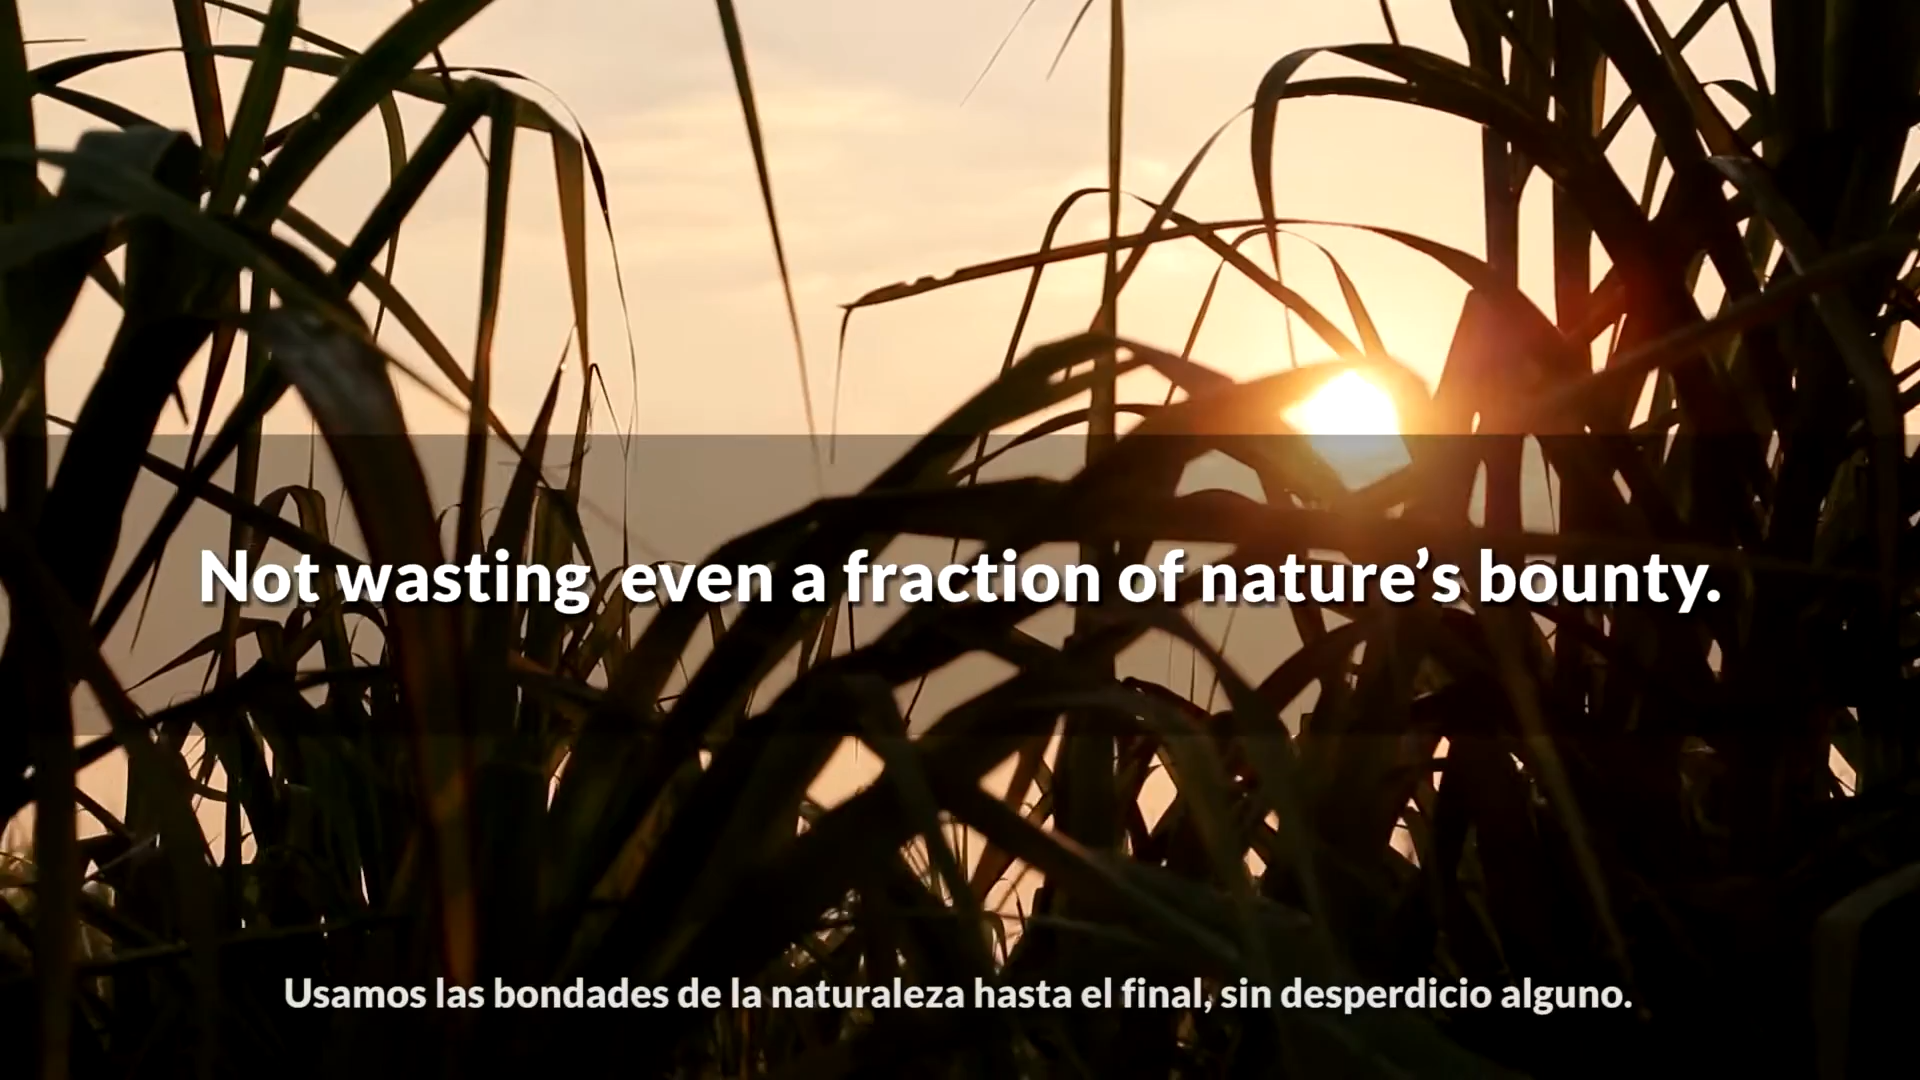 Not wasting  even a fraction of nature’s bounty.
Usamos las bondades de la naturaleza hasta el final, sin desperdicio alguno.